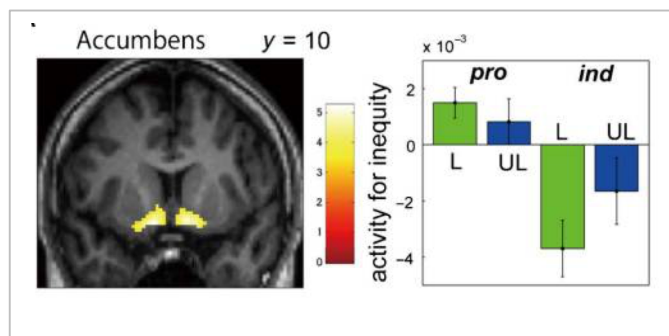 Accumbens y = 10
5
4
3
2
1
0
x 10⁻³
pro ind
2
0
-2
-4
L UL
L UL
activity for inequity